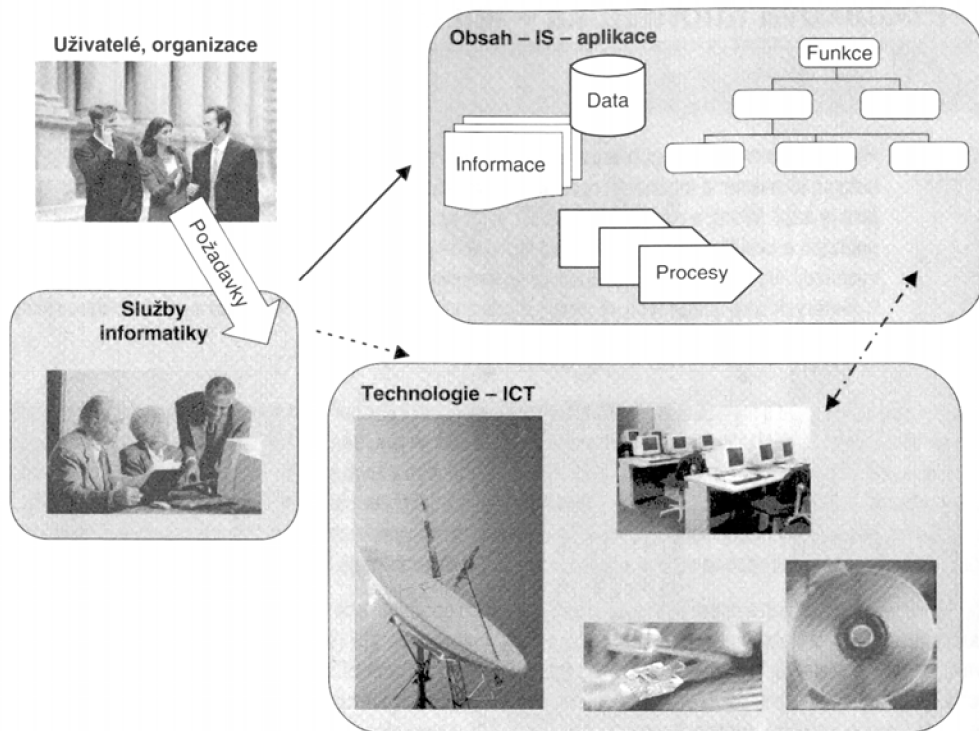 Uživatelé, organizace
Požadavky
Služby
informatiky
Obsah – IS – aplikace
Data
Informace
Funkce
Procesy
Technologie – ICT